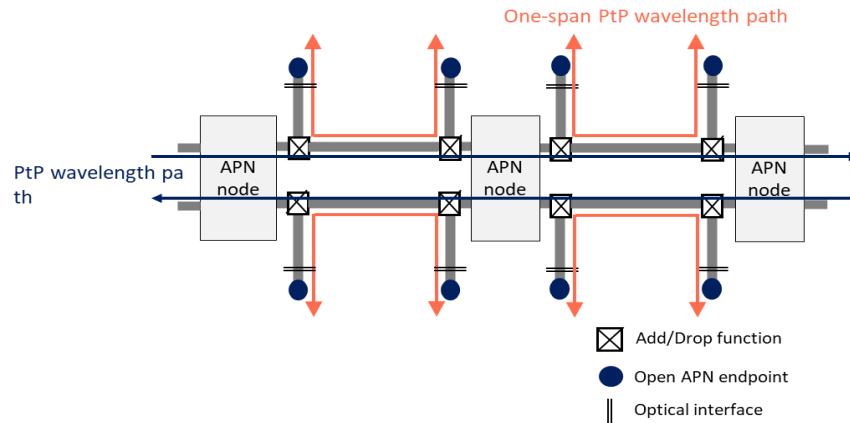 One-span PtP wavelength path
APN
node
APN
node
APN
node
PtP wavelength pa
th
Add/Drop function
Open APN endpoint
Optical interface